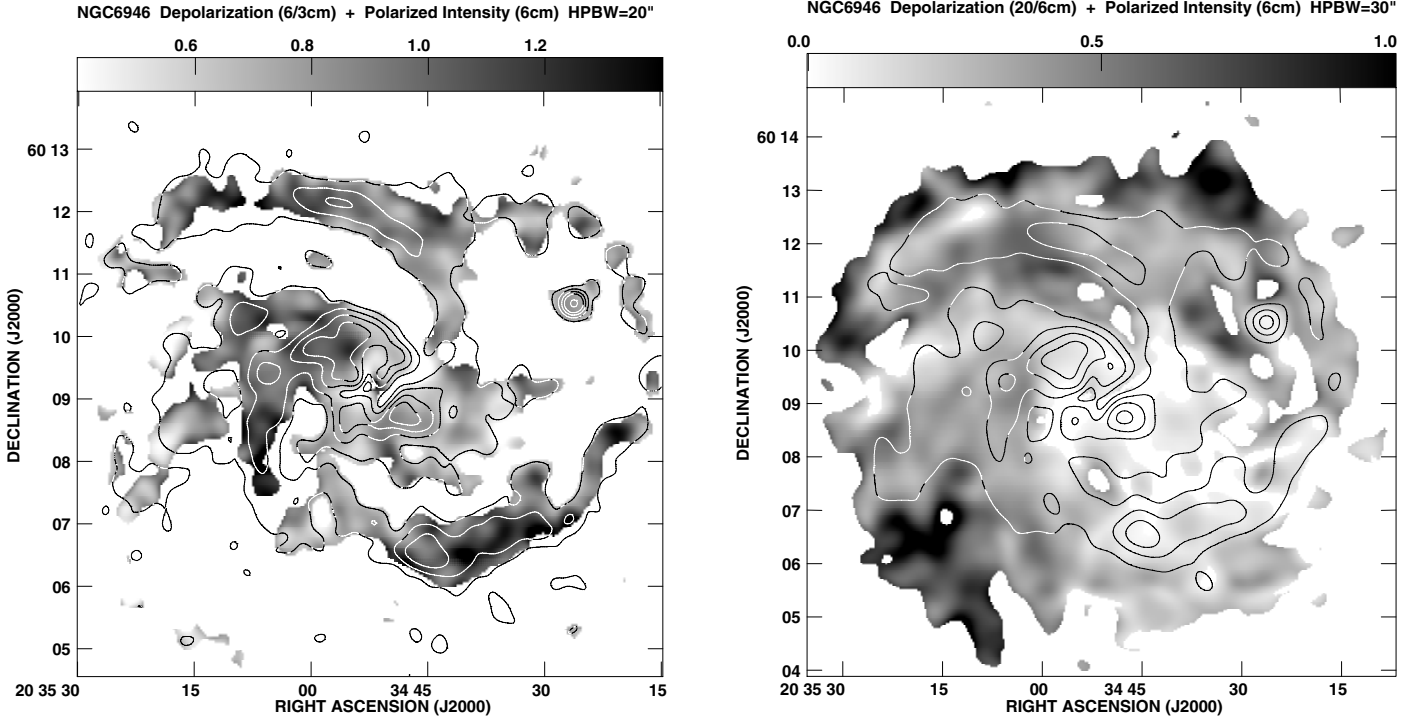 NGC6946 Depolarization (6/3cm) + Polarized Intensity (6cm) HPBW=20"
0.6 0.8 1.0 1.2
60 13
12
11
10
09
08
07
06
05
DECLINATION (J2000)
20 35 30 15 00 34 45 30 15
RIGHT ASCENSION (J2000)
NGC6946 Depolarization (20/6cm) + Polarized Intensity (6cm) HPBW=30"
0.0 0.5 1.0
60 14
13
12
11
10
09
08
07
06
05
04
DECLINATION (J2000)
20 35 30 15 00 34 45 30 15
RIGHT ASCENSION (J2000)